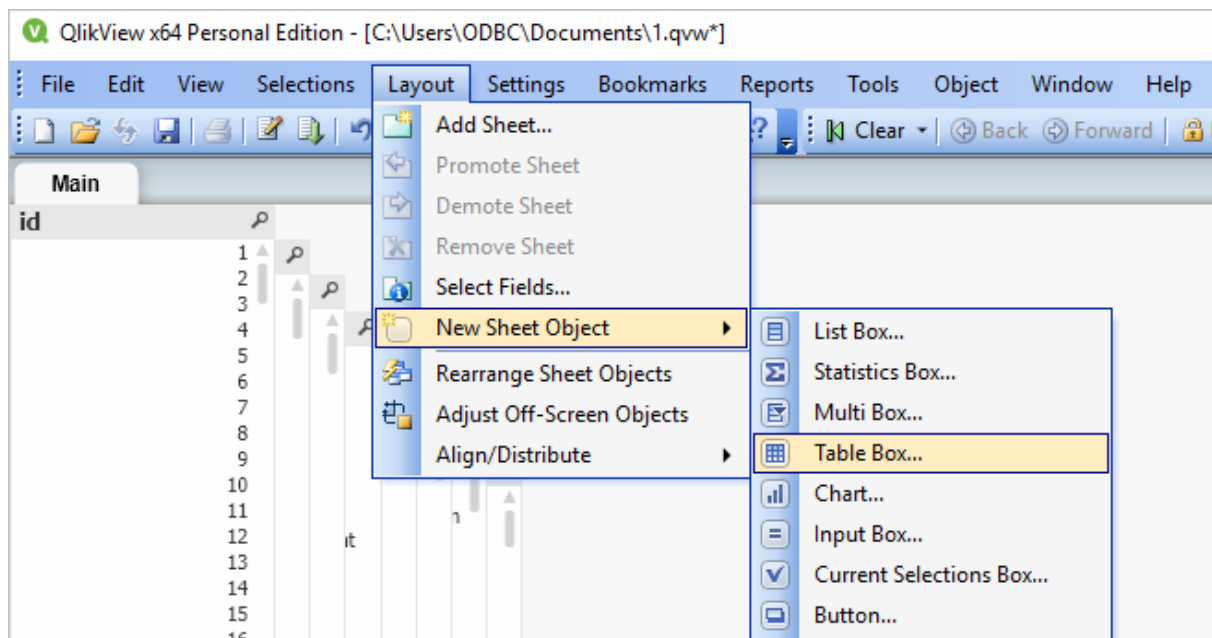 QlikView x64 Personal Edition - [C:\Users\ODBC\Documents\1.qvw*]
File Edit View Selections Layout Settings Bookmarks Reports Tools Object Window Help
Clear Back Forward
Main
id
Add Sheet...
Promote Sheet
Demote Sheet
Remove Sheet
Select Fields...
New Sheet Object
Rearrange Sheet Objects
Adjust Off-Screen Objects
Align/Distribute
List Box...
Statistics Box...
Multi Box...
Table Box...
Chart...
Input Box...
Current Selections Box...
Button...
1
2
3
4
5
6
7
8
9
10
11
12
13
14
15